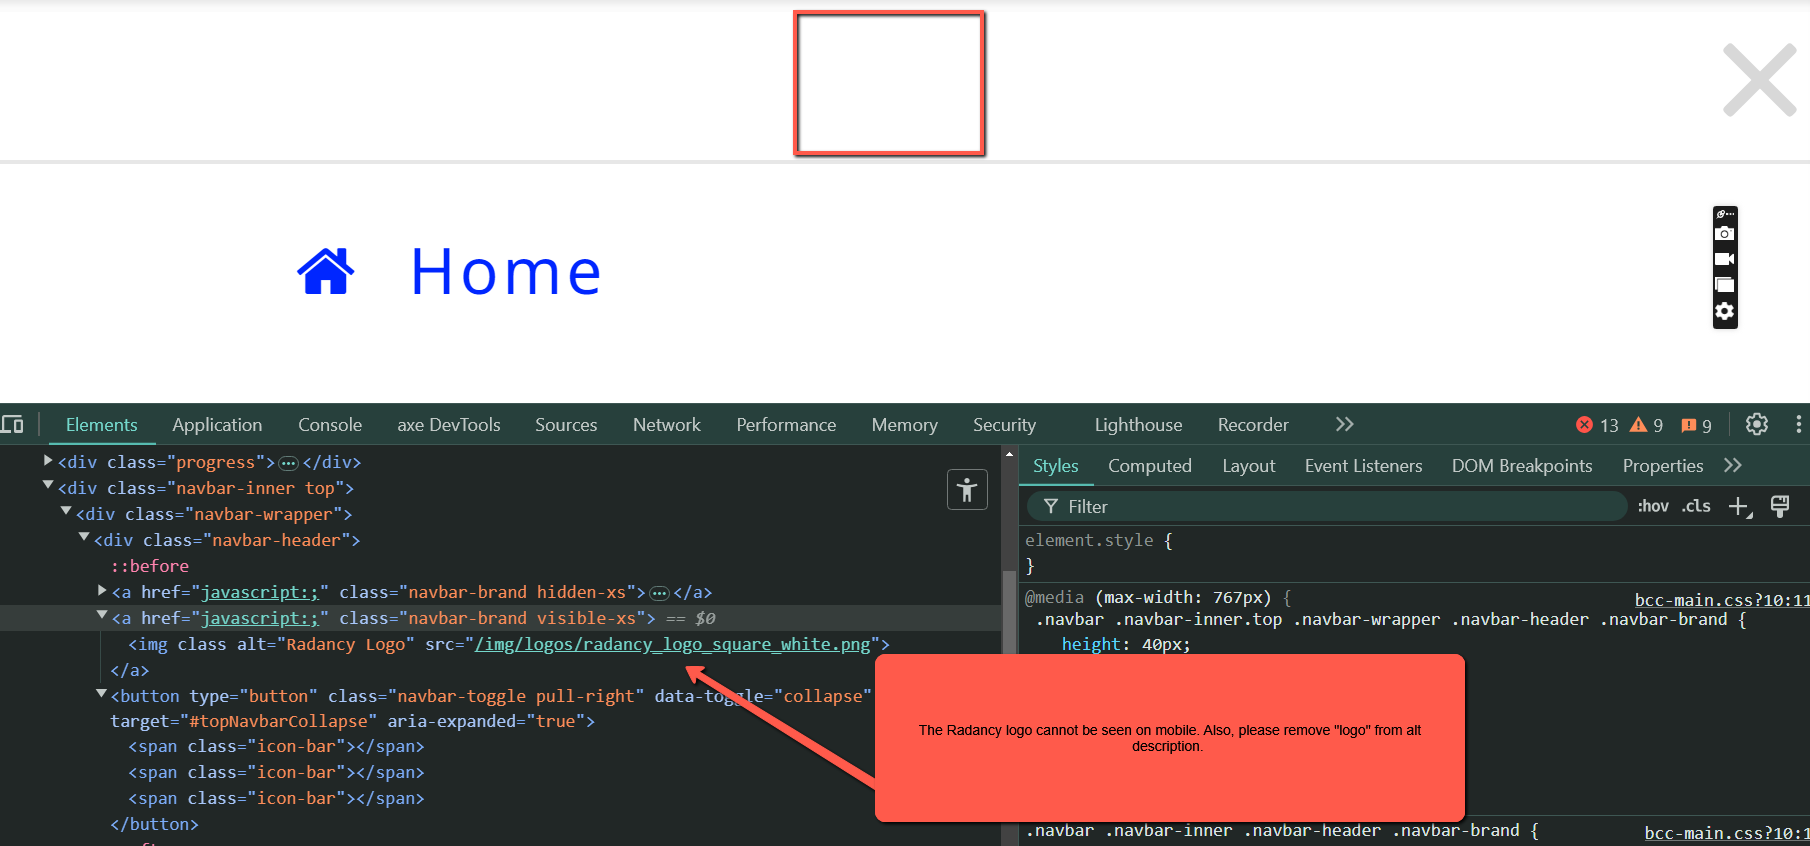 Home
Elements Application Console axe DevTools Sources Network Performance Memory Security Lighthouse Recorder 13 9 9
<div class="progress"> </div>
<div class="navbar-inner top">
<div class="navbar-wrapper">
<div class="navbar-header">
::before
<a href="javascript:;" class="navbar-brand hidden-xs"> </a>
<a href="javascript:;" class="navbar-brand visible-xs"> == $0
<img class alt="Radancy Logo" src="/img/logos/radancy_logo_square_white.png">
</a>
<button type="button" class="navbar-toggle pull-right" data-toggle="collapse"
target="#topNavbarCollapse" aria-expanded="true">
<span class="icon-bar"></span>
<span class="icon-bar"></span>
<span class="icon-bar"></span>
</button>
Styles Computed Layout Event Listeners DOM Breakpoints Properties
Filter :hov .cls
element.style {
}
@media (max-width: 767px) { bcc-main.css?10:11
.navbar .navbar-inner.top .navbar-wrapper .navbar-header .navbar-brand {
height: 40px;
The Radancy logo cannot be seen on mobile. Also, please remove "logo" from alt
description.
.navbar .navbar-inner .navbar-header .navbar-brand { bcc-main.css?10:1